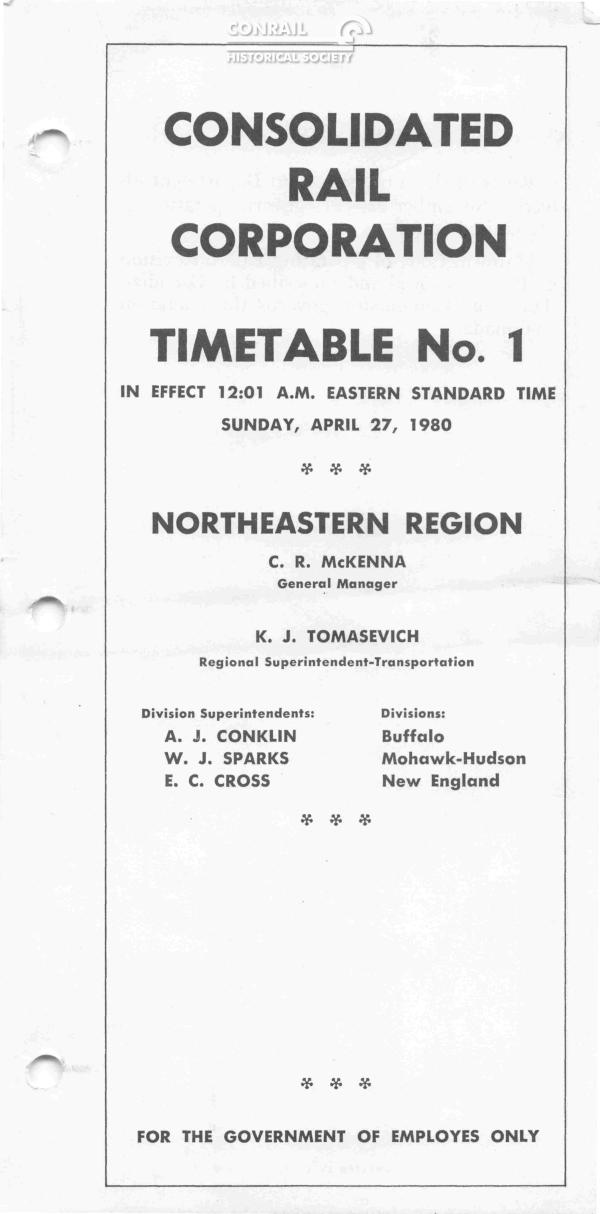 CONRAIL
HISTORICAL SOCIETY
CONSOLIDATED
RAIL
CORPORATION
TIMETABLE No. 1
IN EFFECT 12:01 A.M. EASTERN STANDARD TIME
SUNDAY, APRIL 27, 1980
* * *
NORTHEASTERN REGION
C. R. McKENNA
General Manager
K. J. TOMASEVICH
Regional Superintendent-Transportation
Division Superintendents: Divisions:
A. J. CONKLIN Buffalo
W. J. SPARKS Mohawk-Hudson
E. C. CROSS New England
* * *
* * *
FOR THE GOVERNMENT OF EMPLOYES ONLY